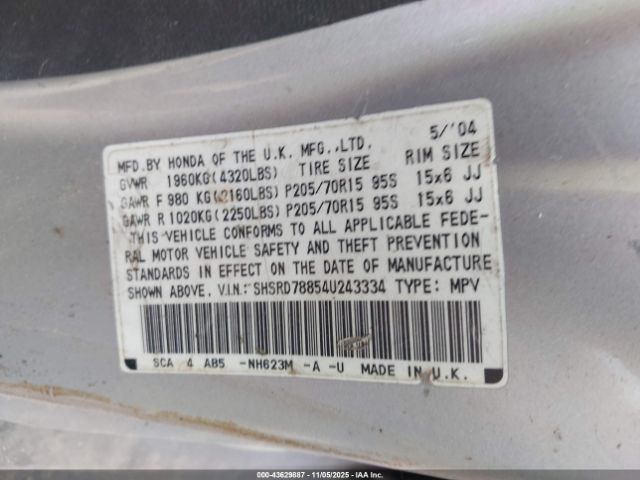 MFD.BY HONDA OF THE U.K. MFG.,LTD. 5/'04
GVWR 1960KG(4320LBS) TIRE SIZE RIM SIZE
GAWR F 980 KG(2160LBS) P205/70R15 95S 15x6 JJ
GAWR R 1020KG(2250LBS) P205/70R15 95S 15x6 JJ
THIS VEHICLE CONFORMS TO ALL APPLICABLE FEDE-
RAL MOTOR VEHICLE SAFETY AND THEFT PREVENTION
STANDARDS IN EFFECT ON THE DATE OF MANUFACTURE
SHOWN ABOVE. V.I.N.: SHSRD78854U243334 TYPE: MPV
SCA 4 AB5 -NH623M -A -U MADE IN U.K.
000-43629887 - 11/05/2025 - IAAI.COM